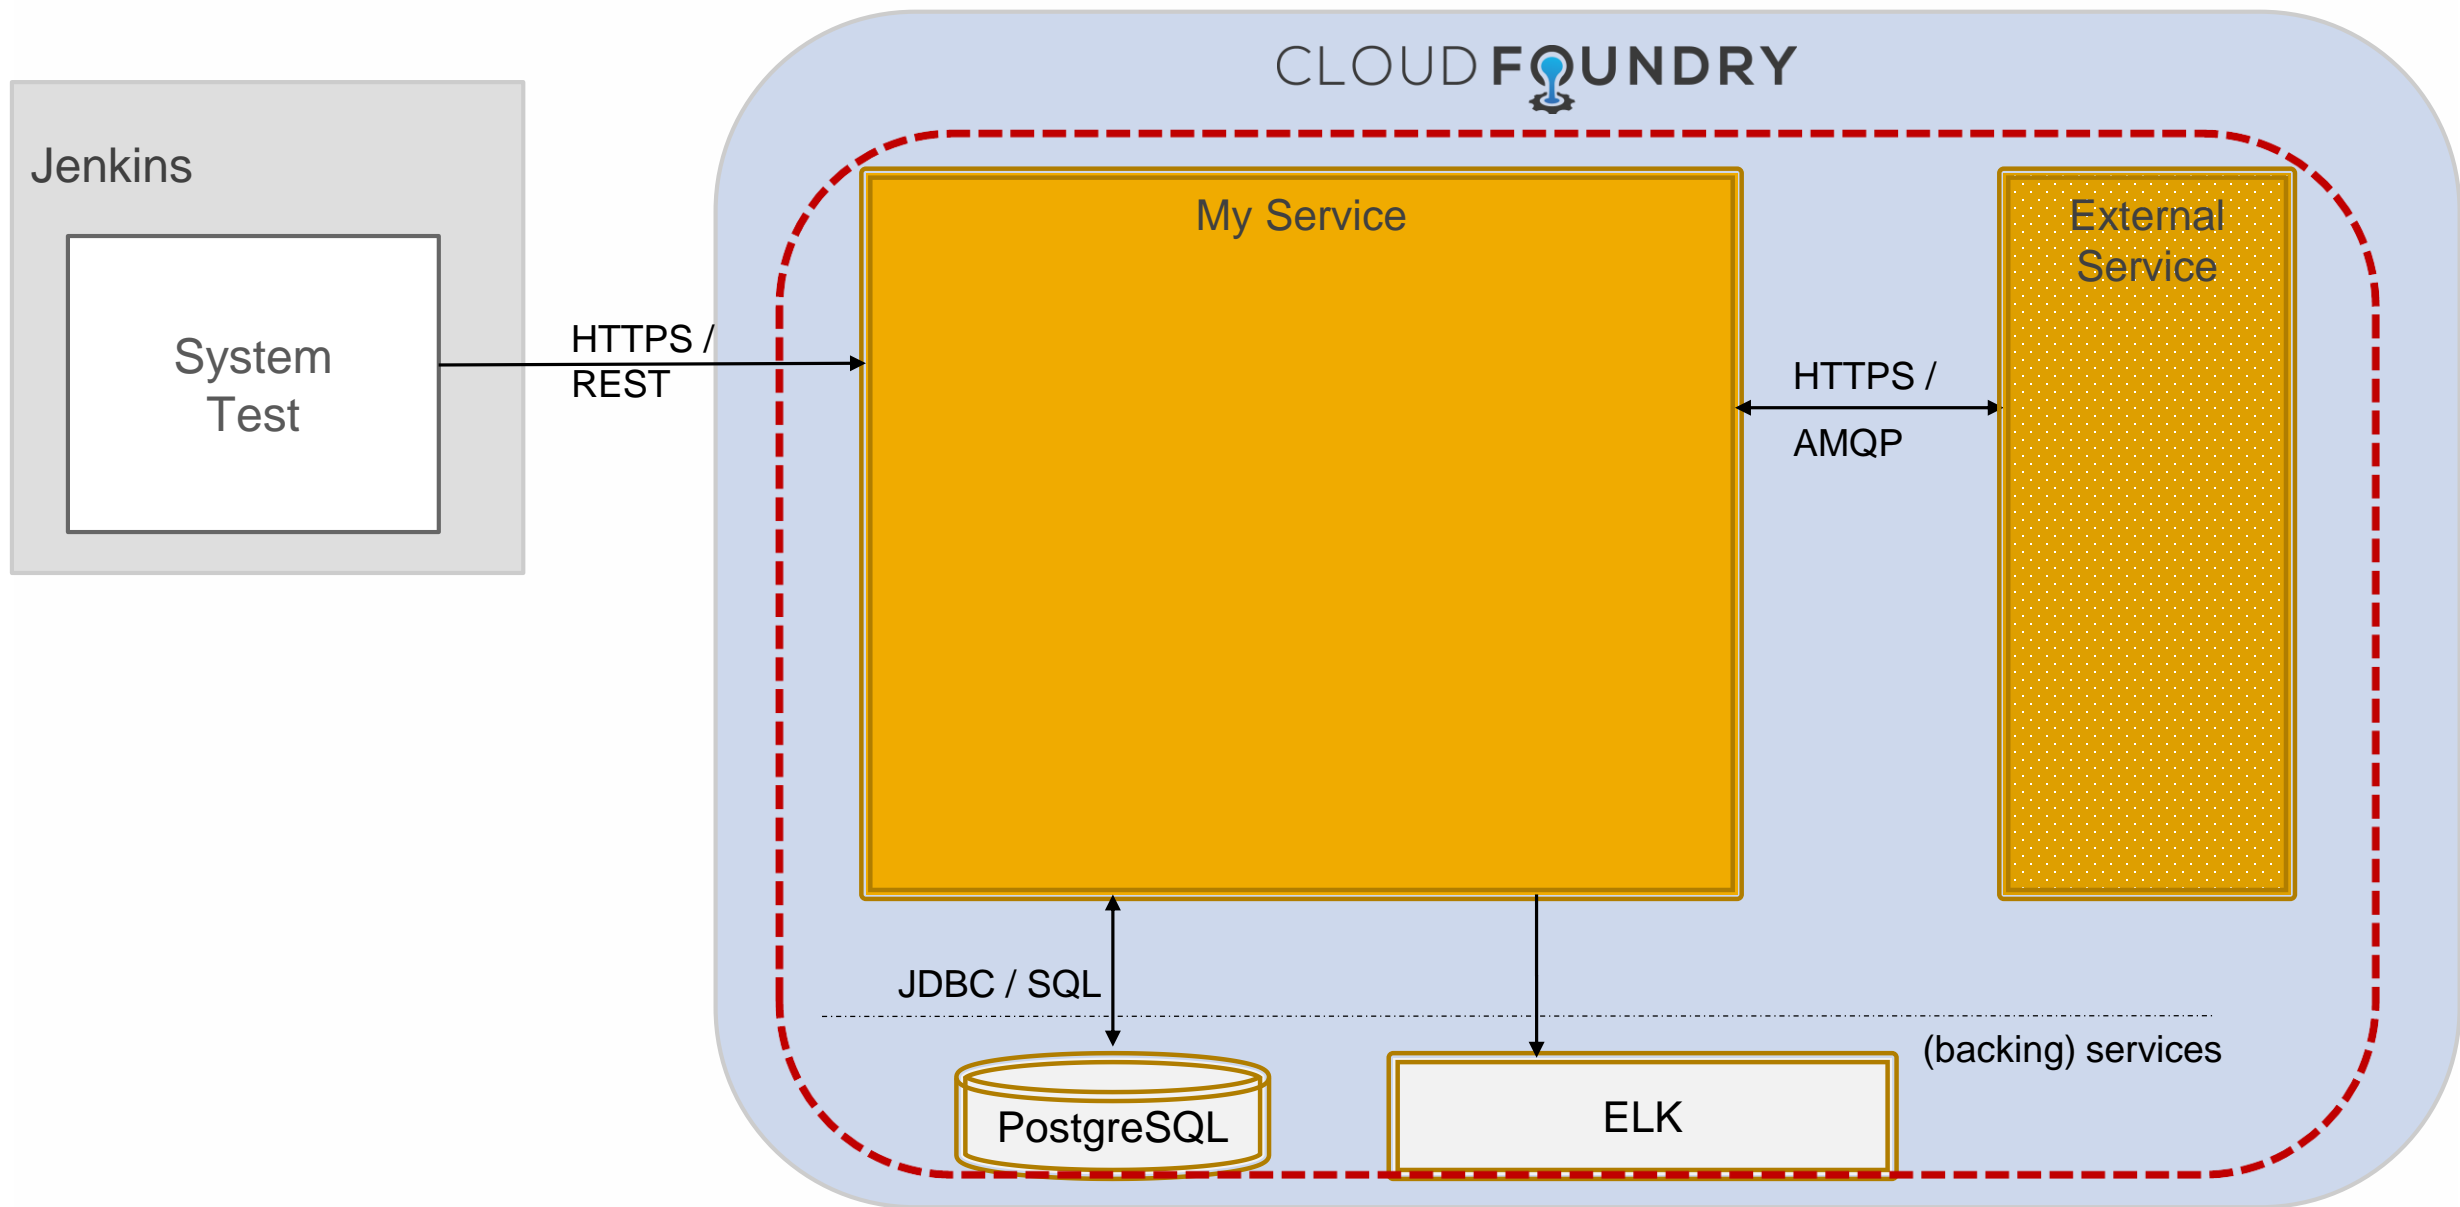 CLOUD FOUNDRY
Jenkins
System
Test
HTTPS /
REST
My Service
External
Service
HTTPS /
AMQP
JDBC / SQL
(backing) services
PostgreSQL
ELK